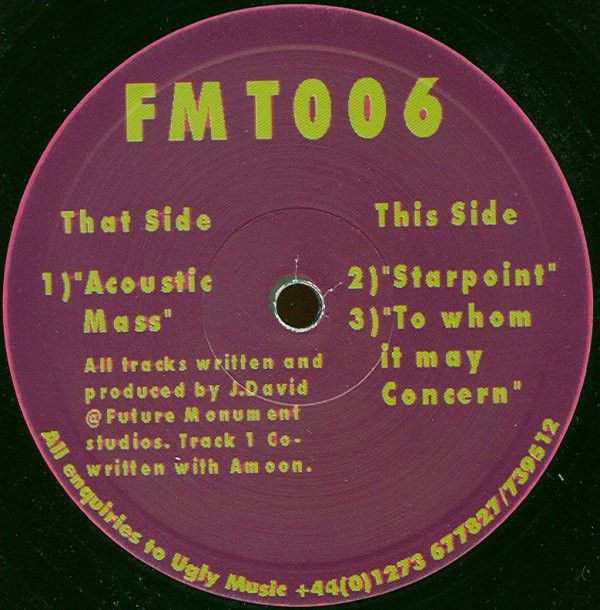 FMT006
That Side
1)"Acoustic
Mass"
All tracks written and
produced by J.David
@Future Monument
studios. Track 1 Co-
written with Amoon.
This Side
2)"Starpoint"
3)"To whom
it may
Concern"
All enquiries to Ugly Music +44(0)1273 677827/739512